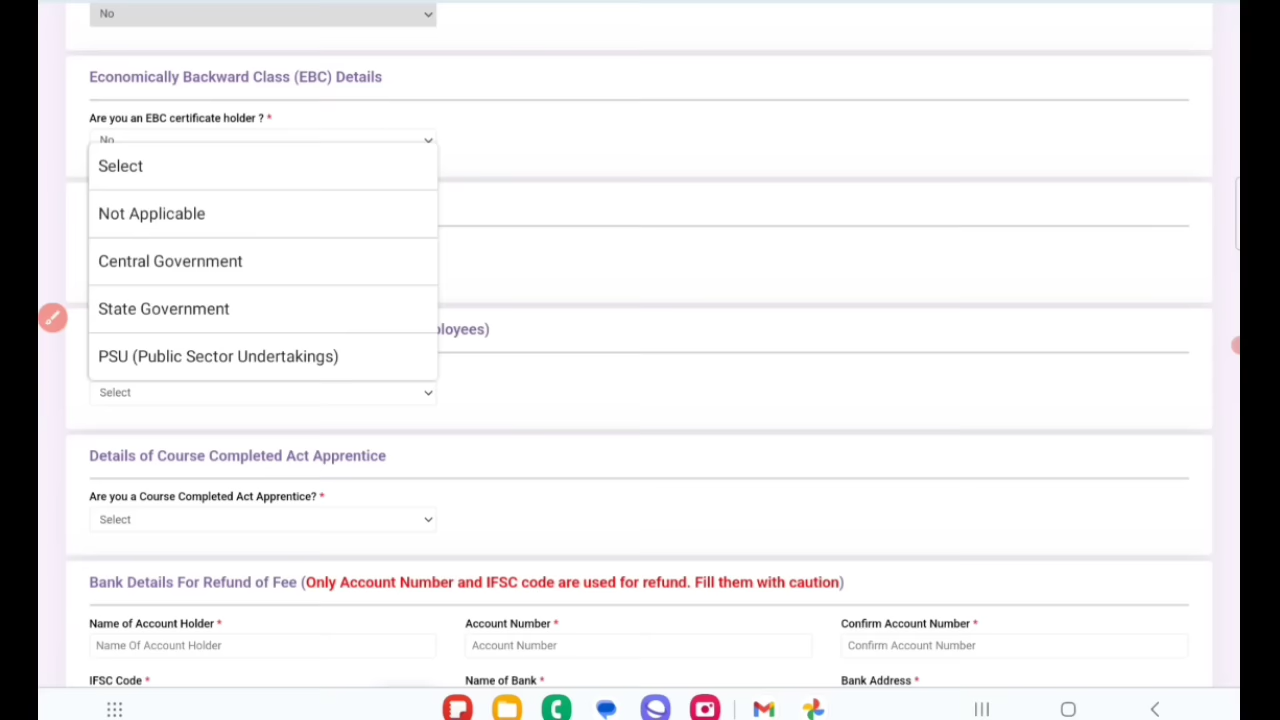 No
Economically Backward Class (EBC) Details
Are you an EBC certificate holder ? *
No
Select
Not Applicable
Central Government
State Government
PSU (Public Sector Undertakings)
ployees)
Select
Details of Course Completed Act Apprentice
Are you a Course Completed Act Apprentice? *
Select
Bank Details For Refund of Fee (Only Account Number and IFSC code are used for refund. Fill them with caution)
Name of Account Holder * Account Number * Confirm Account Number *
Name Of Account Holder Account Number Confirm Account Number
IFSC Code * Name of Bank * Bank Address *